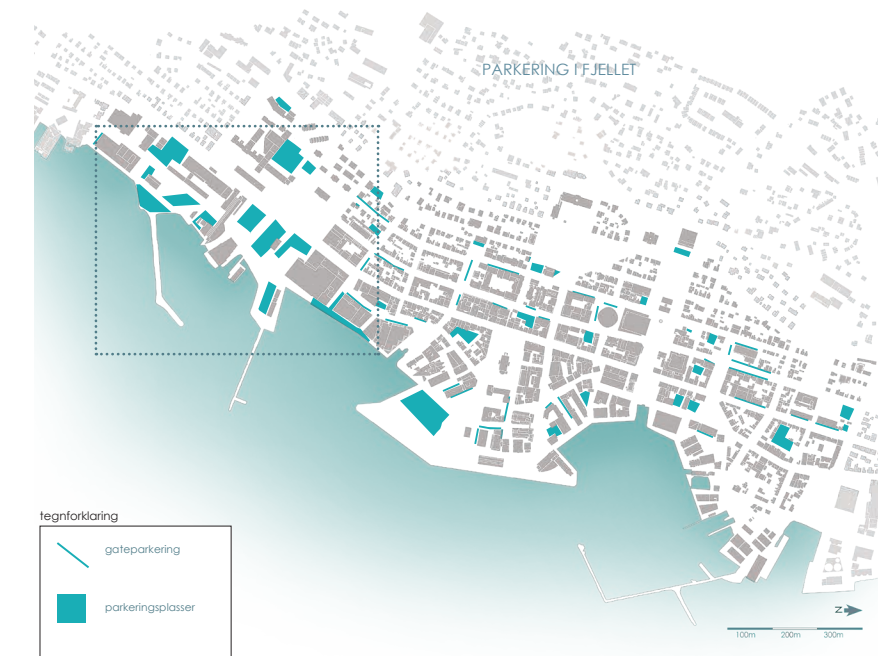 PARKERING I FJELLET
tegnforklaring
gateparkering
parkeringsplasser
N
100m 200m 300m